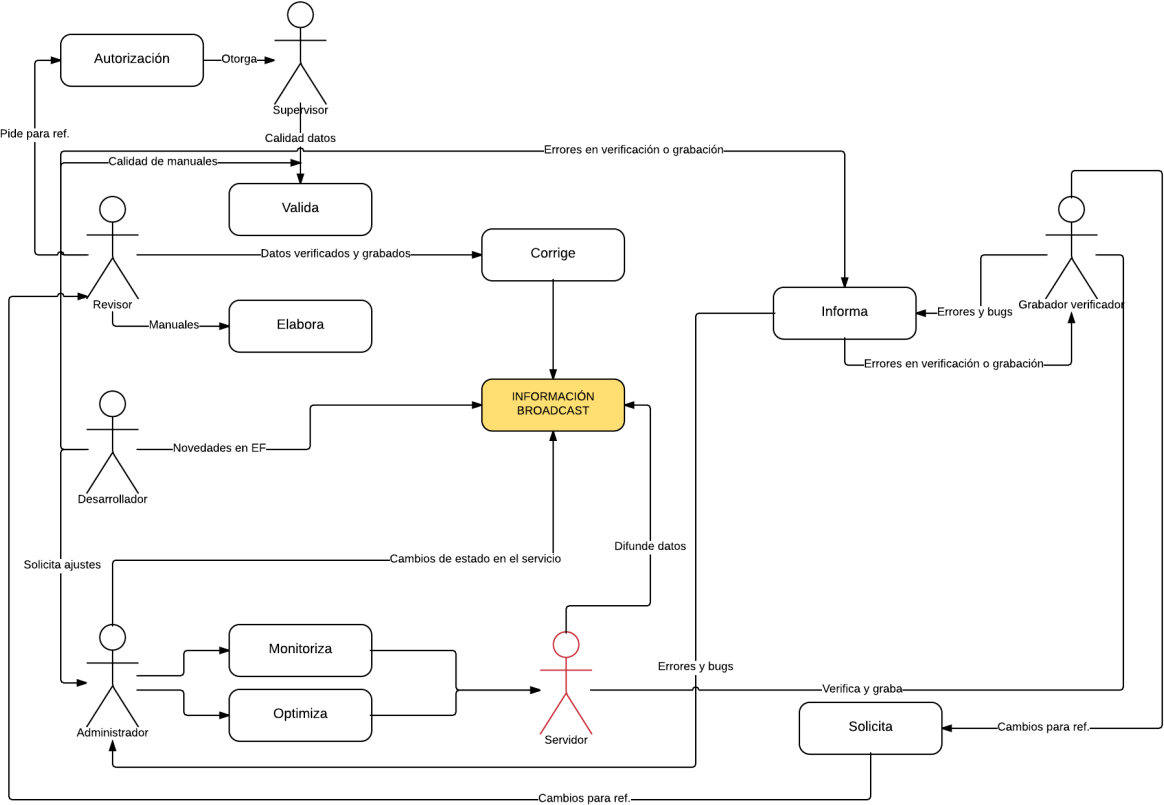 Autorización
Otorga
Supervisor
Pide para ref.
Calidad datos
Errores en verificación o grabación
Calidad de manuales
Valida
Datos verificados y grabados
Corrige
Revisor
Grabador verificador
Manuales
Elabora
Informa
Errores y bugs
Errores en verificación o grabación
INFORMACIÓN
BROADCAST
Novedades en EF
Desarrollador
Solicita ajustes
Cambios de estado en el servicio
Difunde datos
Monitoriza
Errores y bugs
Verifica y graba
Optimiza
Administrador
Servidor
Solicita
Cambios para ref.
Cambios para ref.